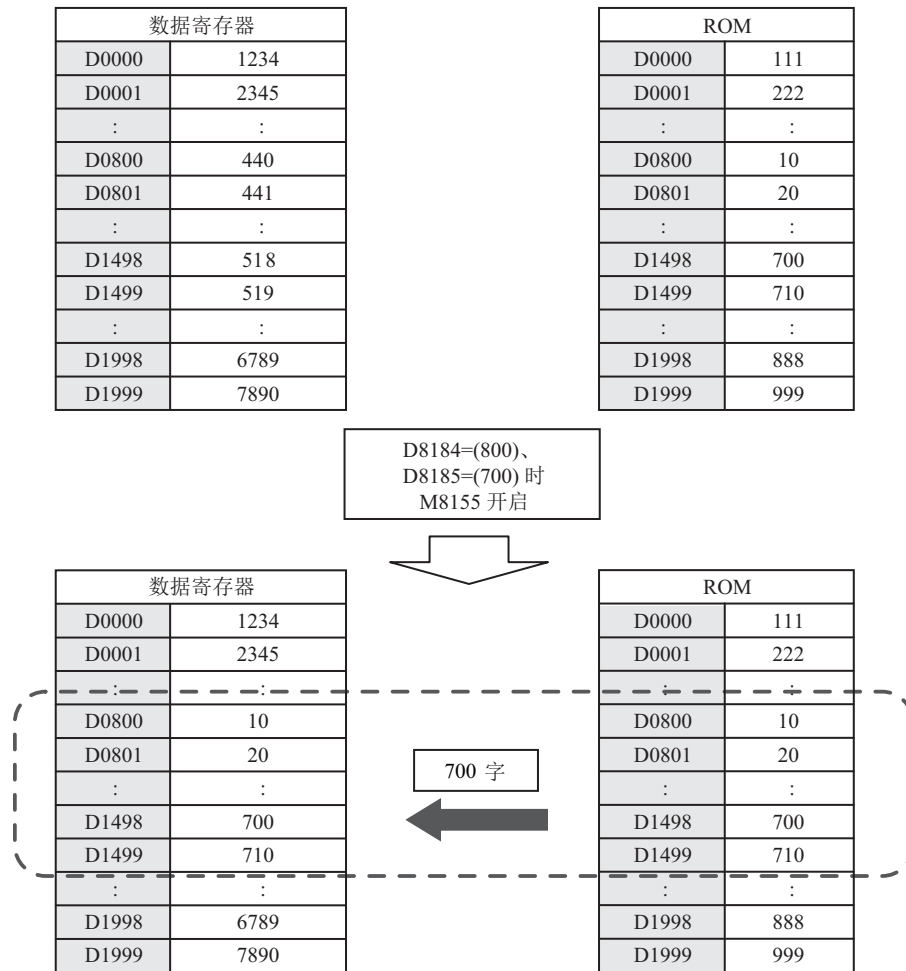 数据寄存器 ROM
D0000 1234 D0000 111
D0001 2345 D0001 222
: : : :
D0800 440 D0800 10
D0801 441 D0801 20
: : : :
D1498 518 D1498 700
D1499 519 D1499 710
: : : :
D1998 6789 D1998 888
D1999 7890 D1999 999
D8184=(800)、
D8185=(700) 时
M8155 开启
数据寄存器 ROM
D0000 1234 D0000 111
D0001 2345 D0001 222
: : : :
D0800 10 D0800 10
D0801 20 D0801 20
700 字
: : : :
D1498 700 D1498 700
D1499 710 D1499 710
: : : :
D1998 6789 D1998 888
D1999 7890 D1999 999